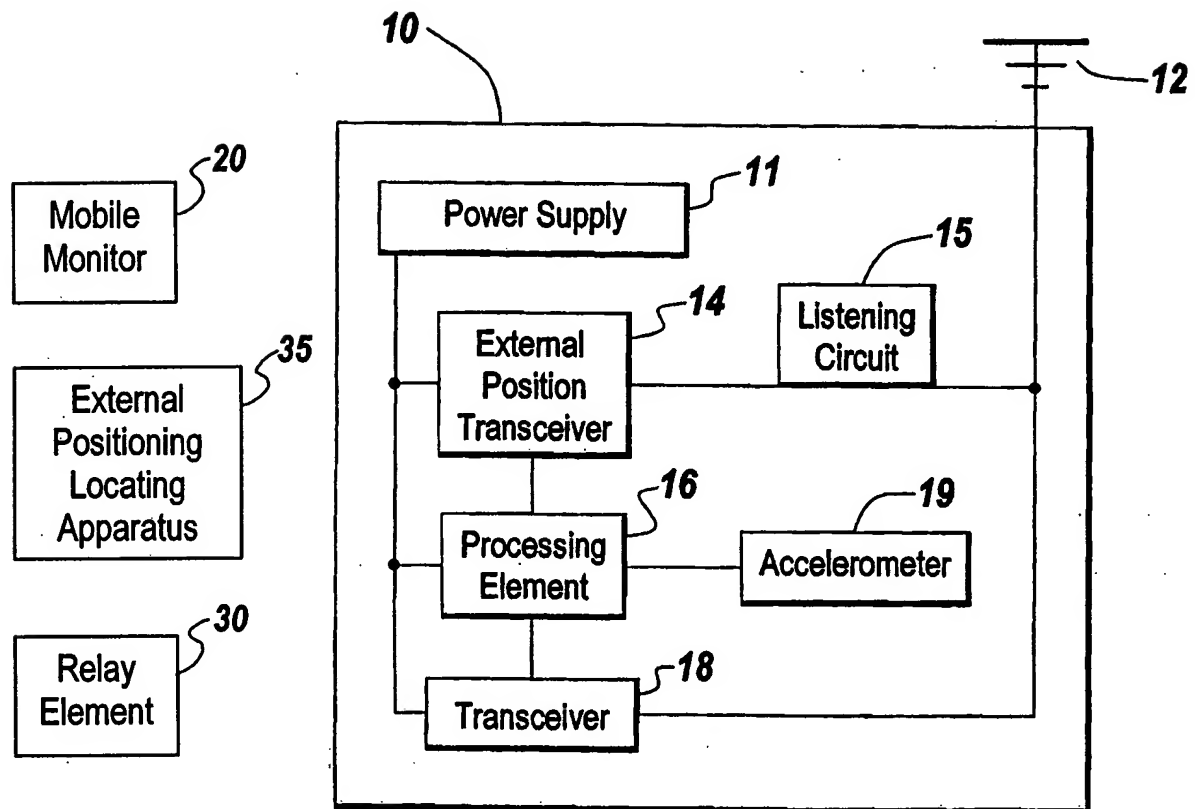 10
12
20
Mobile
Monitor
11
Power Supply
15
Listening
Circuit
14
External
Position
Transceiver
35
External
Positioning
Locating
Apparatus
16
Processing
Element
19
Accelerometer
30
Relay
Element
18
Transceiver